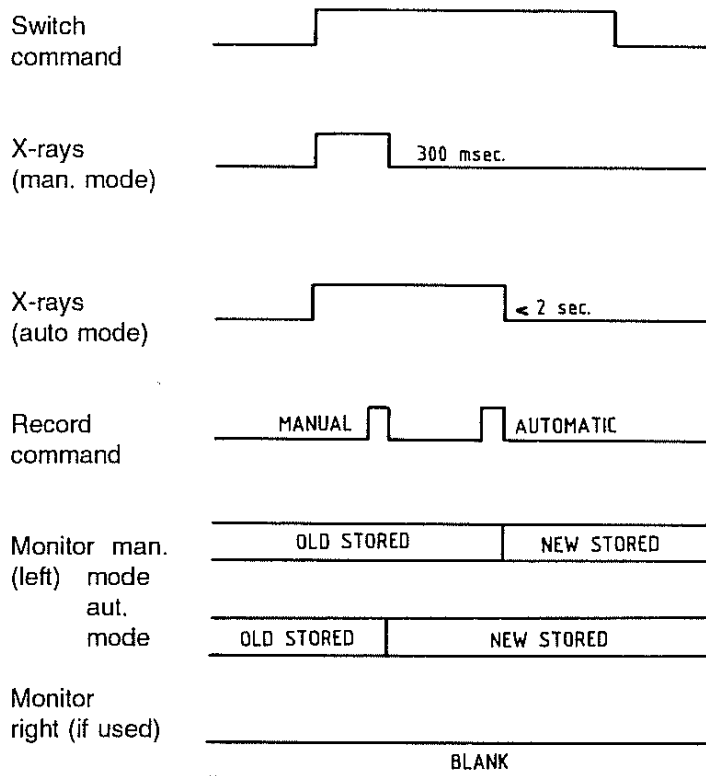 Switch
command
X-rays
(man. mode)
300 msec.
X-rays
(auto mode)
< 2 sec.
Record
command
MANUAL
AUTOMATIC
Monitor man.
(left) mode
aut.
mode
OLD STORED
NEW STORED
OLD STORED
NEW STORED
Monitor
right (if used)
BLANK